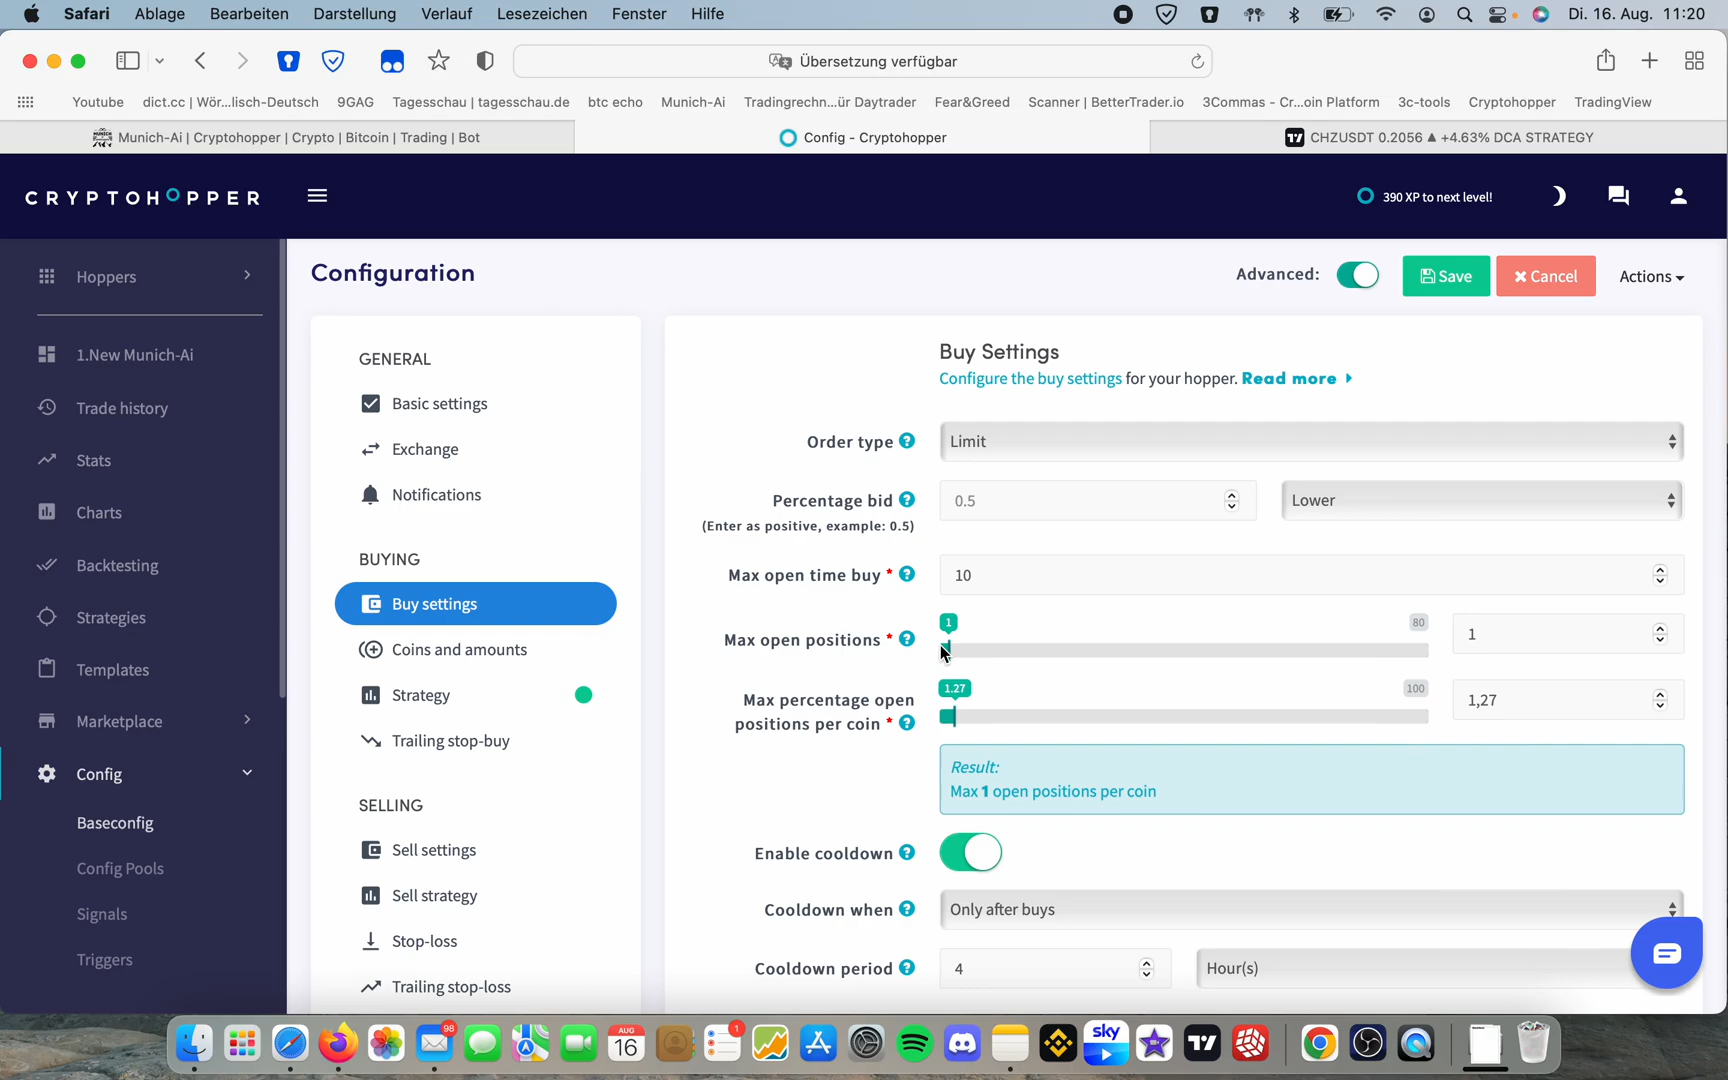 Safari Ablage Bearbeiten Darstellung Verlauf Lesezeichen Fenster Hilfe Di. 16. Aug. 11:20
Übersetzung verfügbar
Youtube dict.cc | Wör...lisch-Deutsch 9GAG Tagesschau | tagesschau.de btc echo Munich-Ai Tradingrechn...ür Daytrader Fear&Greed Scanner | BetterTrader.io 3Commas - Cr...oin Platform 3c-tools Cryptohopper TradingView
Munich-Ai | Cryptohopper | Crypto | Bitcoin | Trading | Bot Config - Cryptohopper CHZUSDT 0.2056 ▲ +4.63% DCA STRATEGY
CRYPTOHOPPER 390 XP to next level!
Hoppers
1.New Munich-Ai
Trade history
Stats
Charts
Backtesting
Strategies
Templates
Marketplace
Config
Baseconfig
Config Pools
Signals
Triggers
Configuration Advanced: Save Cancel Actions
GENERAL
Basic settings
Exchange
Notifications
BUYING
Buy settings
Coins and amounts
Strategy
Trailing stop-buy
SELLING
Sell settings
Sell strategy
Stop-loss
Trailing stop-loss
Buy Settings
Configure the buy settings for your hopper. Read more
Order type ? Limit
Percentage bid ? 0.5 Lower
(Enter as positive, example: 0.5)
Max open time buy * ? 10
1 80
Max open positions * ? 1
1.27 100
Max percentage open 1,27
positions per coin * ?
Result:
Max 1 open positions per coin
Enable cooldown ?
Cooldown when ? Only after buys
Cooldown period ? 4 Hour(s)
98 AUG 16 1 sky